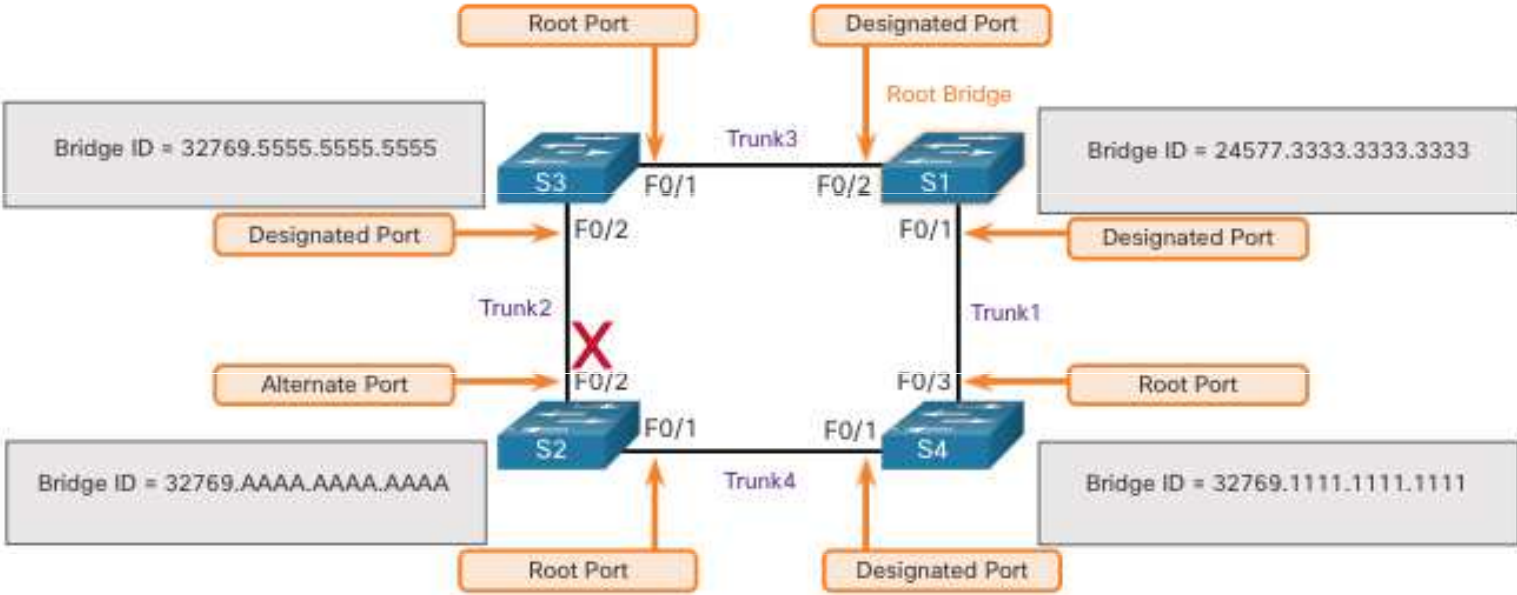 Root Port
Designated Port
Root Bridge
Bridge ID = 32769.5555.5555.5555
Trunk3
Bridge ID = 24577.3333.3333.3333
S3
F0/1
F0/2
S1
Designated Port
F0/2
F0/1
Designated Port
Trunk2
Trunk1
X
Alternate Port
F0/2
F0/3
Root Port
F0/1
F0/1
S2
S4
Bridge ID = 32769.AAAA.AAAA.AAAA
Trunk4
Bridge ID = 32769.1111.1111.1111
Root Port
Designated Port